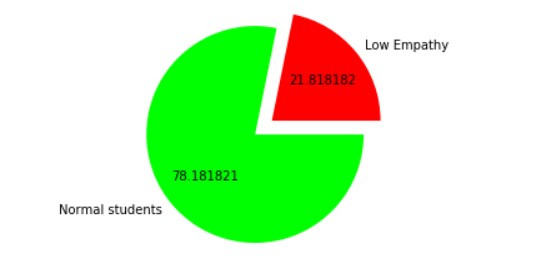 Low Empathy
21.818182
78.181821
Normal students